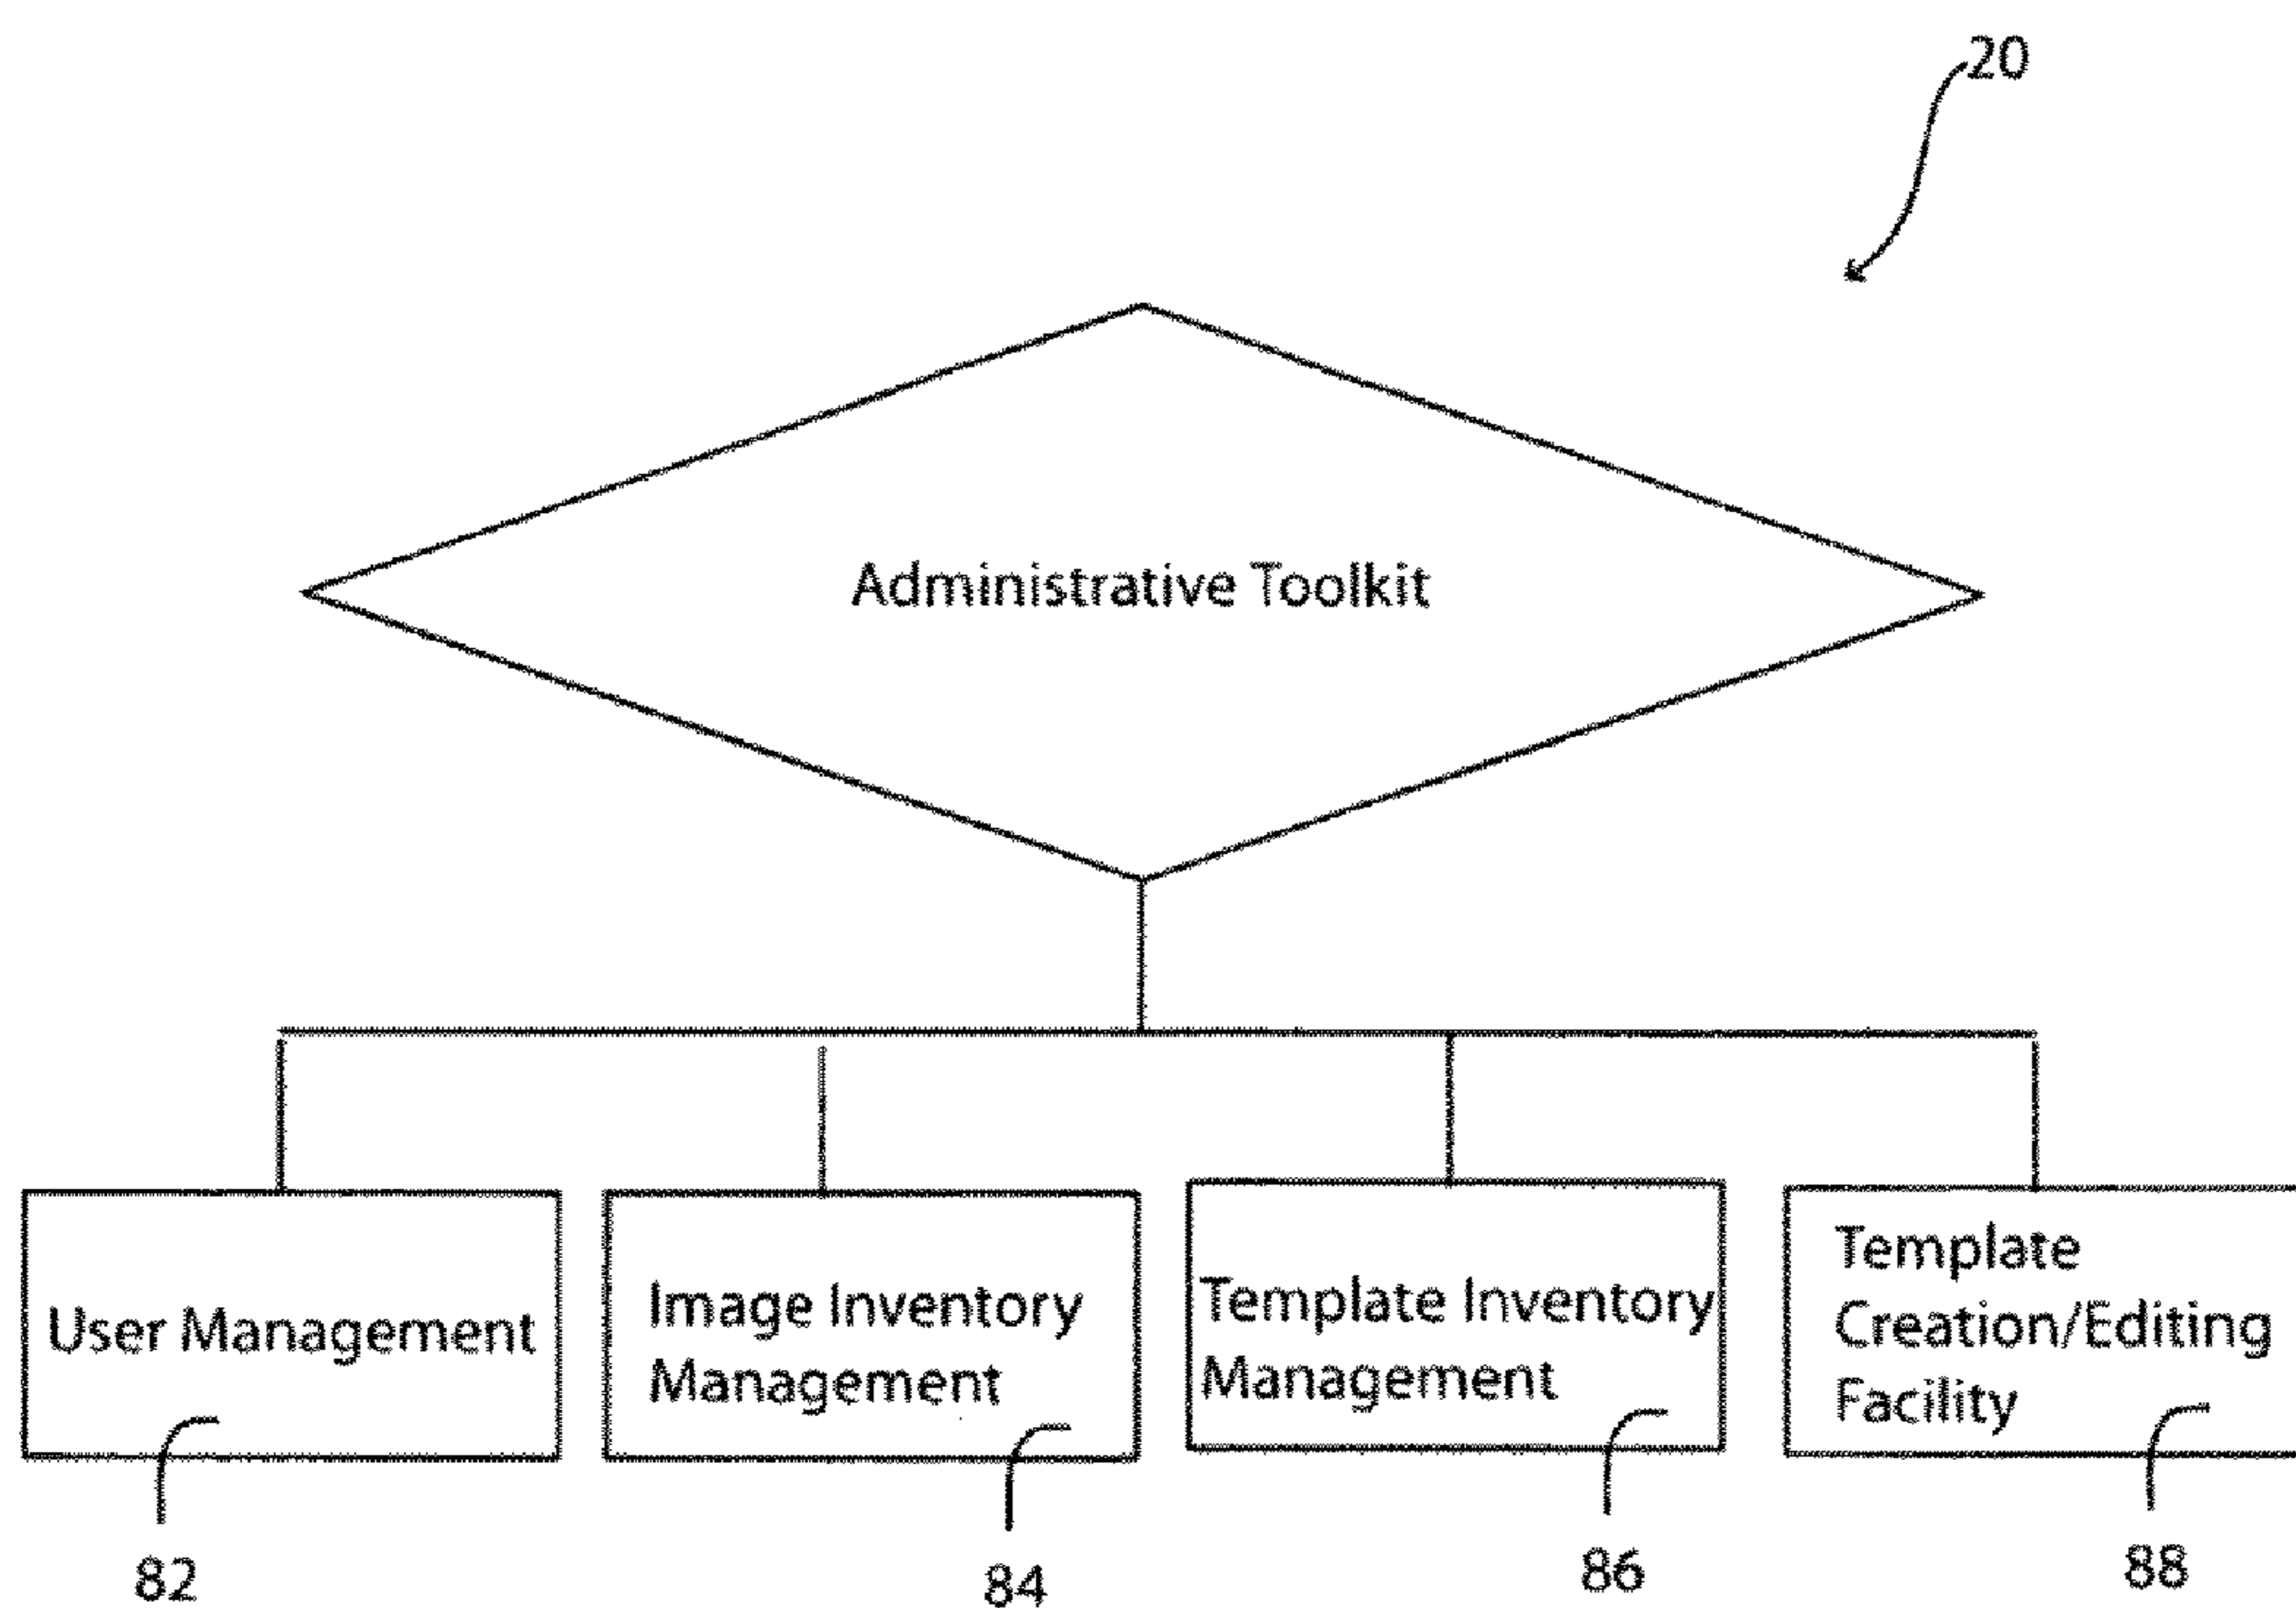 20
Administrative Toolkit
User Management
Image Inventory
Management
Template Inventory
Management
Template
Creation/Editing
Facility
82
84
86
88